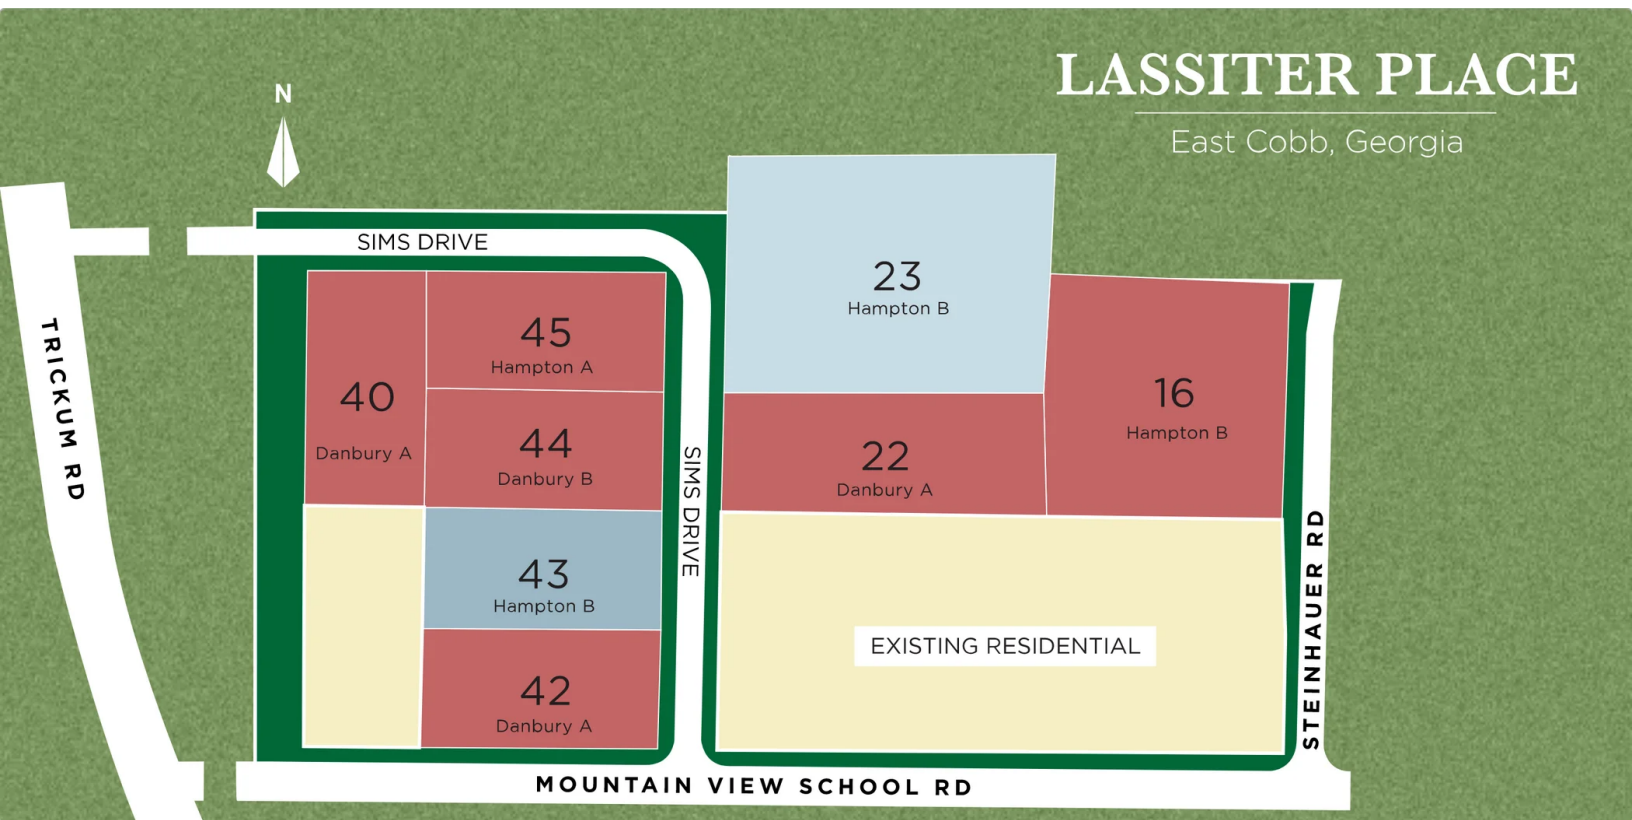 LASSITER PLACE
East Cobb, Georgia
N
SIMS DRIVE
TRICKUM RD
40
Danbury A
45
Hampton A
44
Danbury B
43
Hampton B
42
Danbury A
SIMS DRIVE
23
Hampton B
22
Danbury A
16
Hampton B
EXISTING RESIDENTIAL
STEINHAUER RD
MOUNTAIN VIEW SCHOOL RD